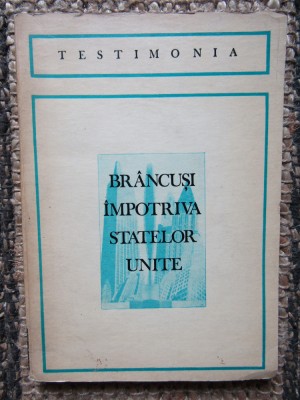 TESTIMONIA
BRÂNCUȘI
ÎMPOTRIVA
STATELOR
UNITE